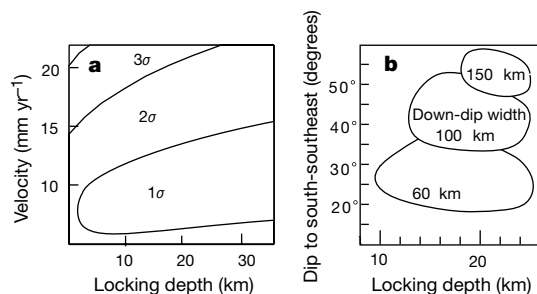 a
3σ
2σ
1σ
20
15
10
Velocity (mm yr⁻¹)
10 20 30
Locking depth (km)
b
150 km
Down-dip width
100 km
60 km
50°
40°
30°
20°
Dip to south-southeast (degrees)
10 20
Locking depth (km)